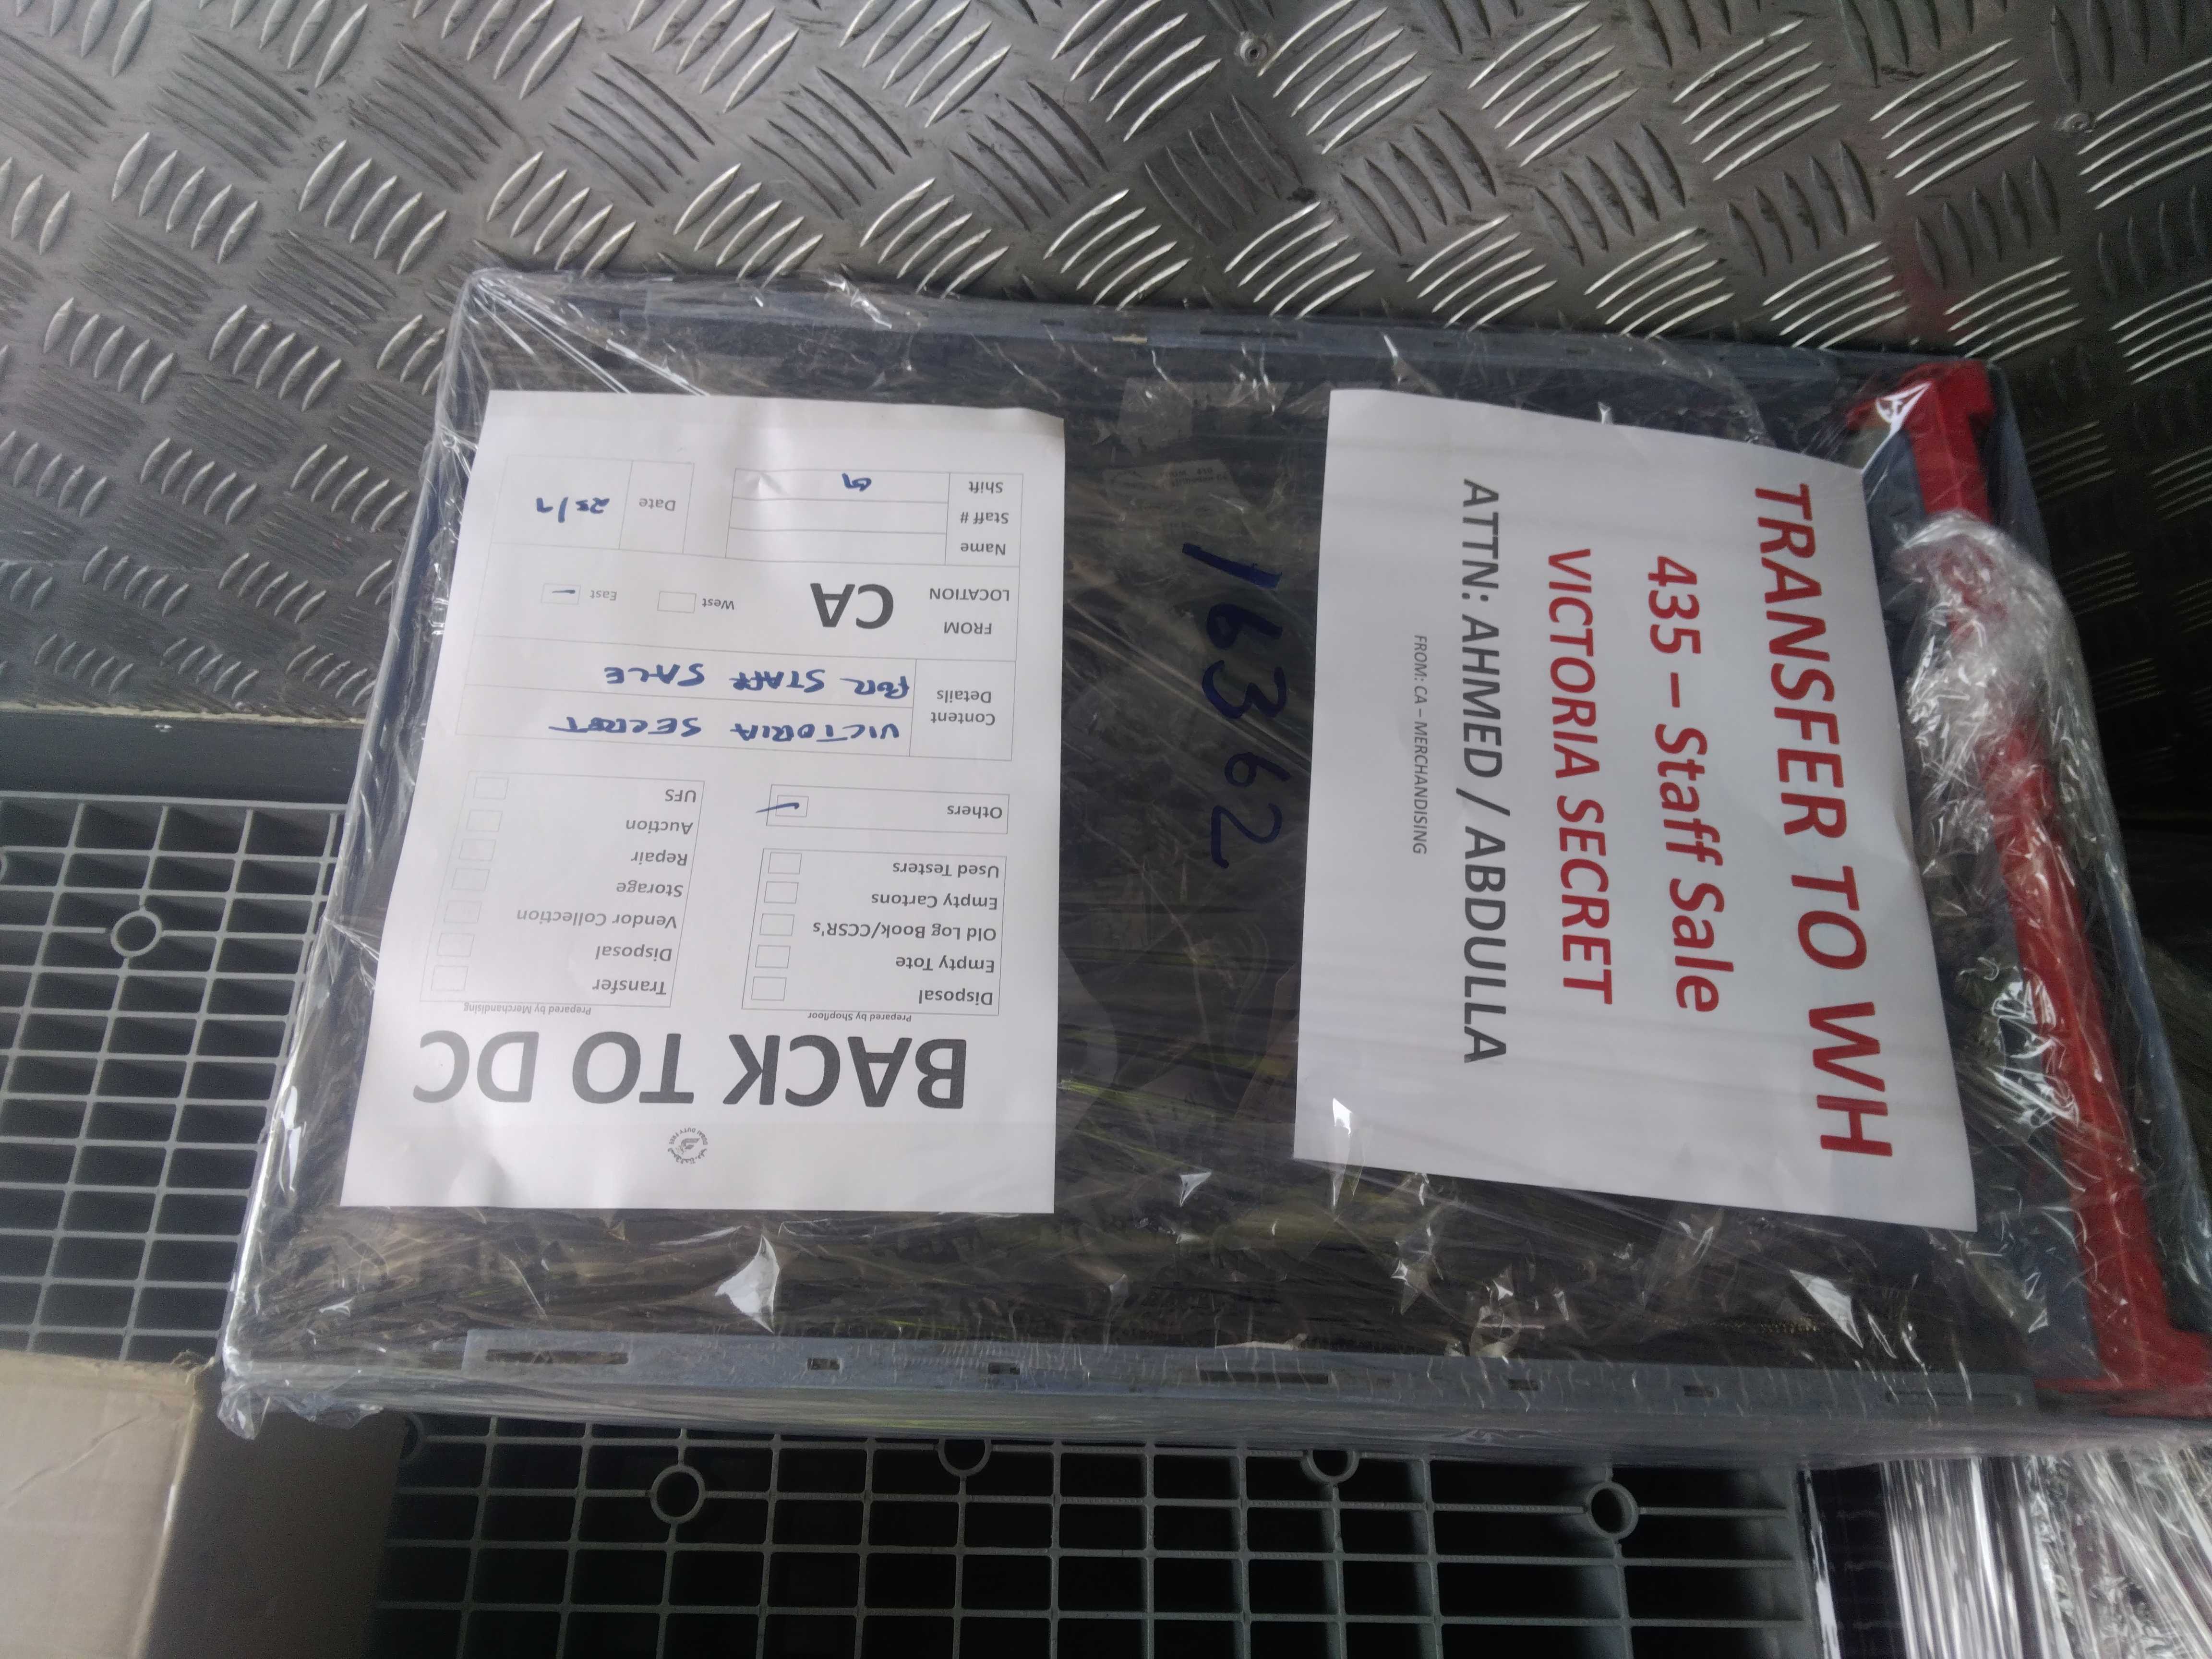 BACK TO DC
Prepared by Shopfloor
Disposal
Empty Tote
Old Log Book/CCSR's
Empty Cartons
Used Testers
Others
Prepared by Merchandising
Transfer
Disposal
Vendor Collection
Storage
Repair
Auction
UFS
Content Details
VICTORIA SECRET
FOR STAFF SALE
FROM LOCATION
CA
West
East
Name
Staff #
Shift
Date
16362
TRANSFER TO WH
435 – Staff Sale
VICTORIA SECRET
ATTN: AHMED / ABDULLA
FROM: CA – MERCHANDISING